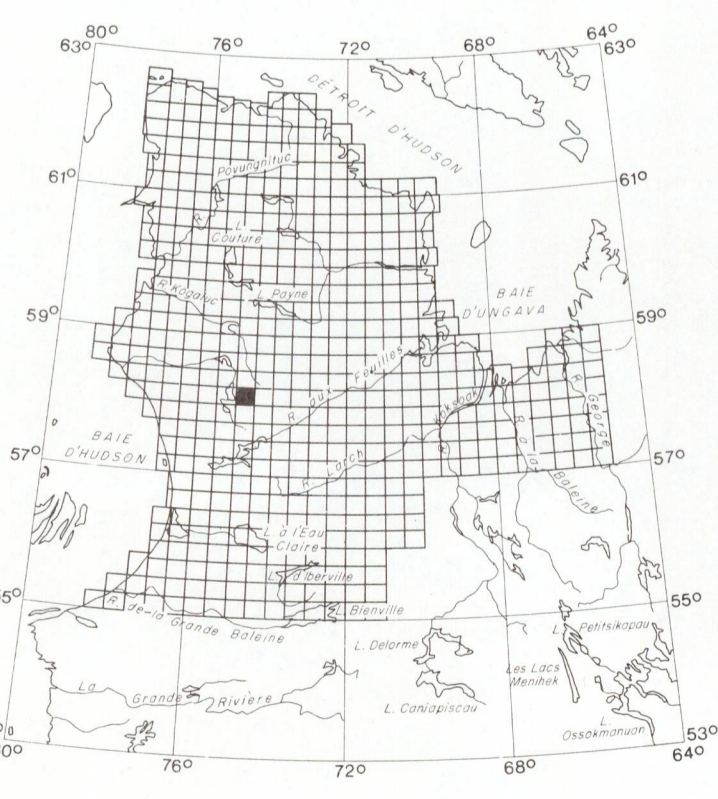 80°
76°
72°
68°
64°
63°
63°
DÉTROIT
D'HUDSON
Povungnituc
61°
61°
R.
L.
Couture
R. Kogaluc
L. Payne
BAIE
D'UNGAVA
59°
59°
R. aux Feuilles
Koksoak
R.
R. George
BAIE
D'HUDSON
57°
57°
R. Larch
R. à la
Baleine
L. à l'Eau
Claire
L. d'Iberville
55°
55°
R. de-la Grande Baleine
L. Bienville
L. Delorme
L. Petitsikapau
Les Lacs
Menihek
La Grande Rivière
L. Caniapiscau
L.
Ossokmanuan
53°
76°
72°
68°
64°